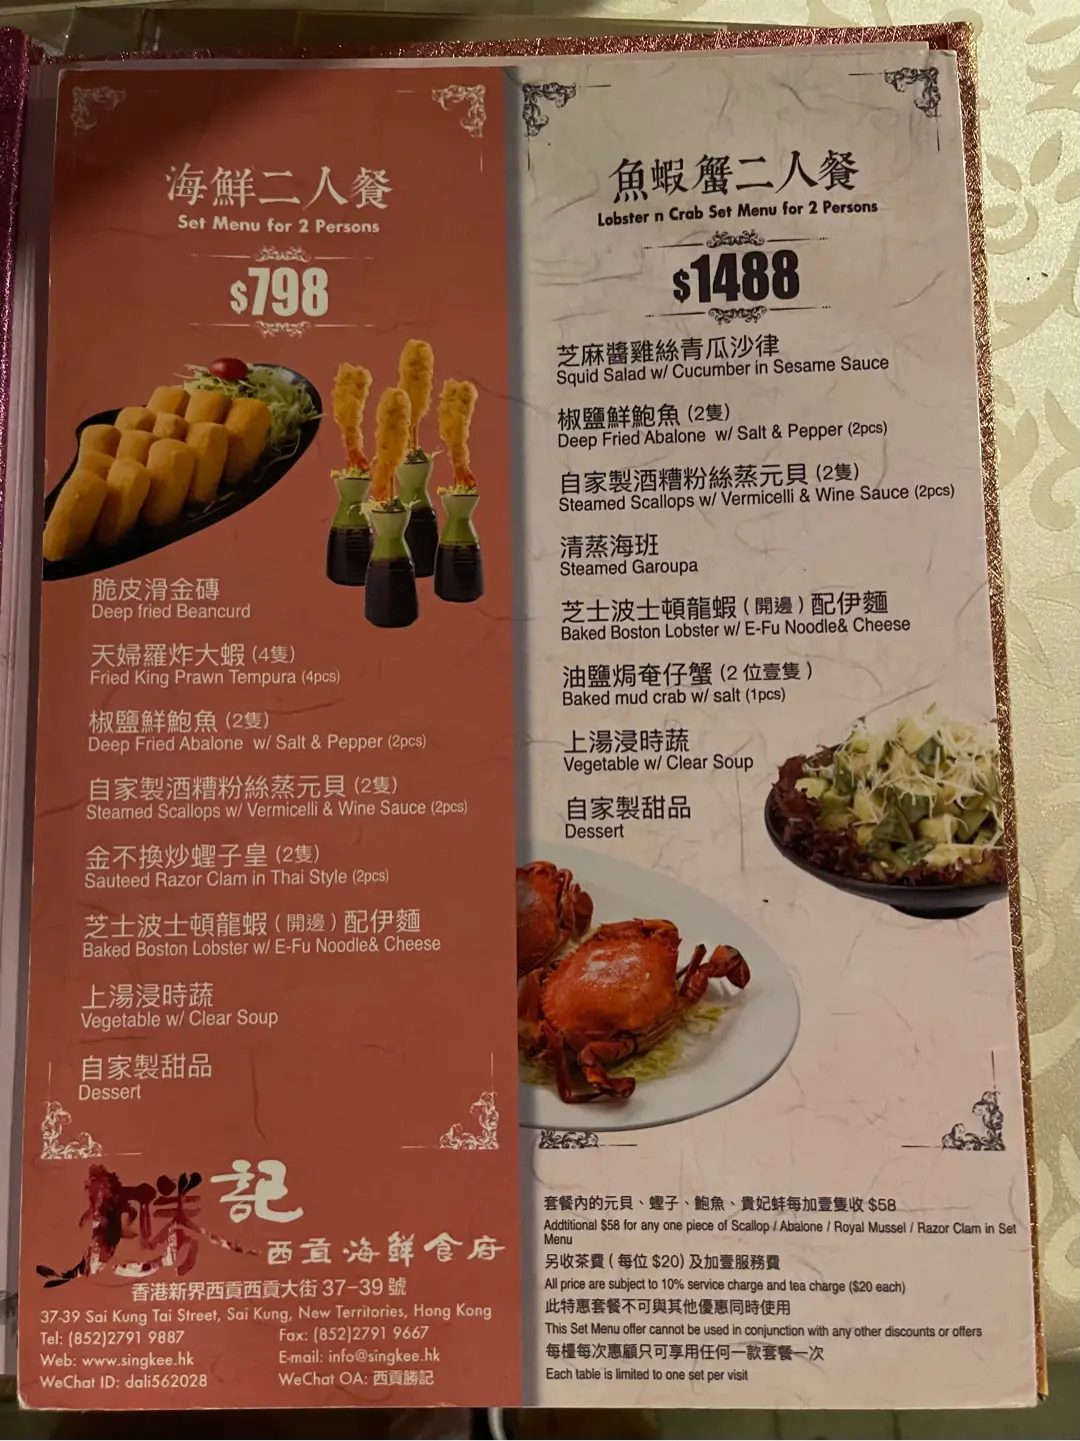 海鮮二人餐
Set Menu for 2 Persons
$798
脆皮滑金磚
Deep fried Beancurd
天婦羅炸大蝦 (4隻)
Fried King Prawn Tempura (4pcs)
椒鹽鮮鮑魚 (2隻)
Deep Fried Abalone w/ Salt & Pepper (2pcs)
自家製酒糟粉絲蒸元貝 (2隻)
Steamed Scallops w/ Vermicelli & Wine Sauce (2pcs)
金不換炒蟶子皇 (2隻)
Sauteed Razor Clam in Thai Style (2pcs)
芝士波士頓龍蝦 ( 開邊 ) 配伊麵
Baked Boston Lobster w/ E-Fu Noodle& Cheese
上湯浸時蔬
Vegetable w/ Clear Soup
自家製甜品
Dessert
勝記
西貢海鮮食府
香港新界西貢西貢大街 37-39 號
37-39 Sai Kung Tai Street, Sai Kung, New Territories, Hong Kong
Tel: (852)2791 9887 Fax: (852)2791 9667
Web: www.singkee.hk E-mail: info@singkee.hk
WeChat ID: dali562028 WeChat OA: 西貢勝記
魚蝦蟹二人餐
Lobster n Crab Set Menu for 2 Persons
$1488
芝麻醬雞絲青瓜沙律
Squid Salad w/ Cucumber in Sesame Sauce
椒鹽鮮鮑魚 (2隻)
Deep Fried Abalone w/ Salt & Pepper (2pcs)
自家製酒糟粉絲蒸元貝 (2隻)
Steamed Scallops w/ Vermicelli & Wine Sauce (2pcs)
清蒸海班
Steamed Garoupa
芝士波士頓龍蝦 ( 開邊 ) 配伊麵
Baked Boston Lobster w/ E-Fu Noodle& Cheese
油鹽焗奄仔蟹 (2 位壹隻 )
Baked mud crab w/ salt (1pcs)
上湯浸時蔬
Vegetable w/ Clear Soup
自家製甜品
Dessert
套餐內的元貝、蟶子、鮑魚、貴妃蚌每加壹隻收 $58
Addtitional $58 for any one piece of Scallop / Abalone / Royal Mussel / Razor Clam in Set
Menu
另收茶費 ( 每位 $20) 及加壹服務費
All price are subject to 10% service charge and tea charge ($20 each)
此特惠套餐不可與其他優惠同時使用
This Set Menu offer cannot be used in conjunction with any other discounts or offers
每檯每次惠顧只可享用任何一款套餐一次
Each table is limited to one set per visit